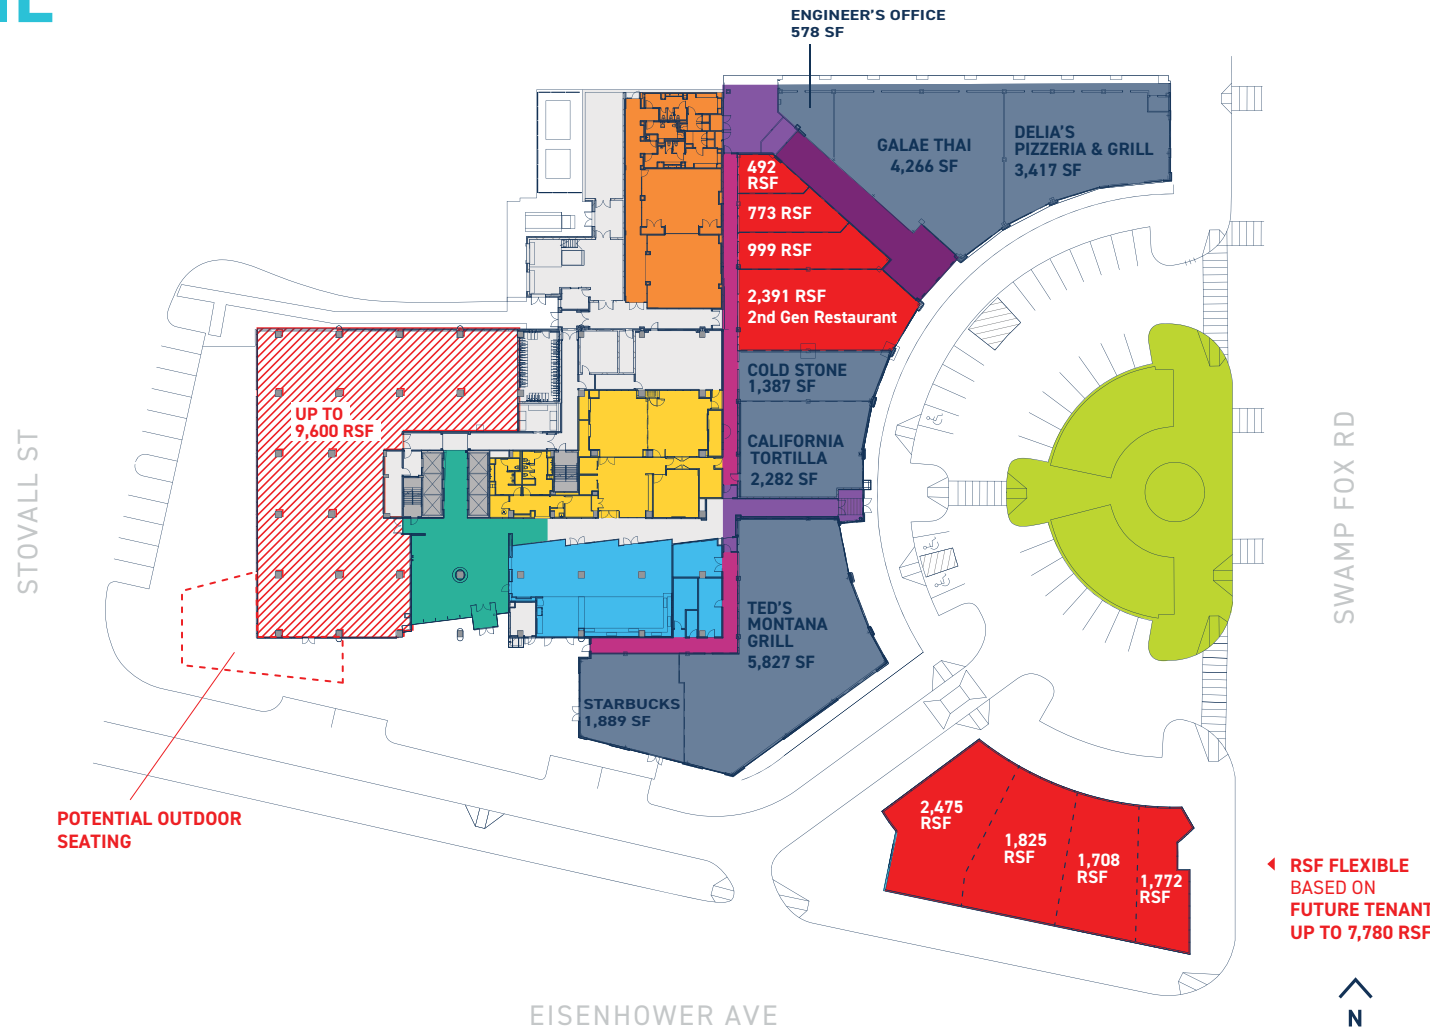 ENGINEER'S OFFICE
578 SF
GALAE THAI
4,266 SF
DELIA'S
PIZZERIA & GRILL
3,417 SF
492
RSF
773 RSF
999 RSF
2,391 RSF
2nd Gen Restaurant
COLD STONE
1,387 SF
CALIFORNIA
TORTILLA
2,282 SF
UP TO
9,600 RSF
STOVALL ST
SWAMP FOX RD
TED'S
MONTANA
GRILL
5,827 SF
STARBUCKS
1,889 SF
POTENTIAL OUTDOOR
SEATING
2,475
RSF
1,825
RSF
1,708
RSF
1,772
RSF
RSF FLEXIBLE
BASED ON
FUTURE TENANT
UP TO 7,780 RSF
EISENHOWER AVE
N